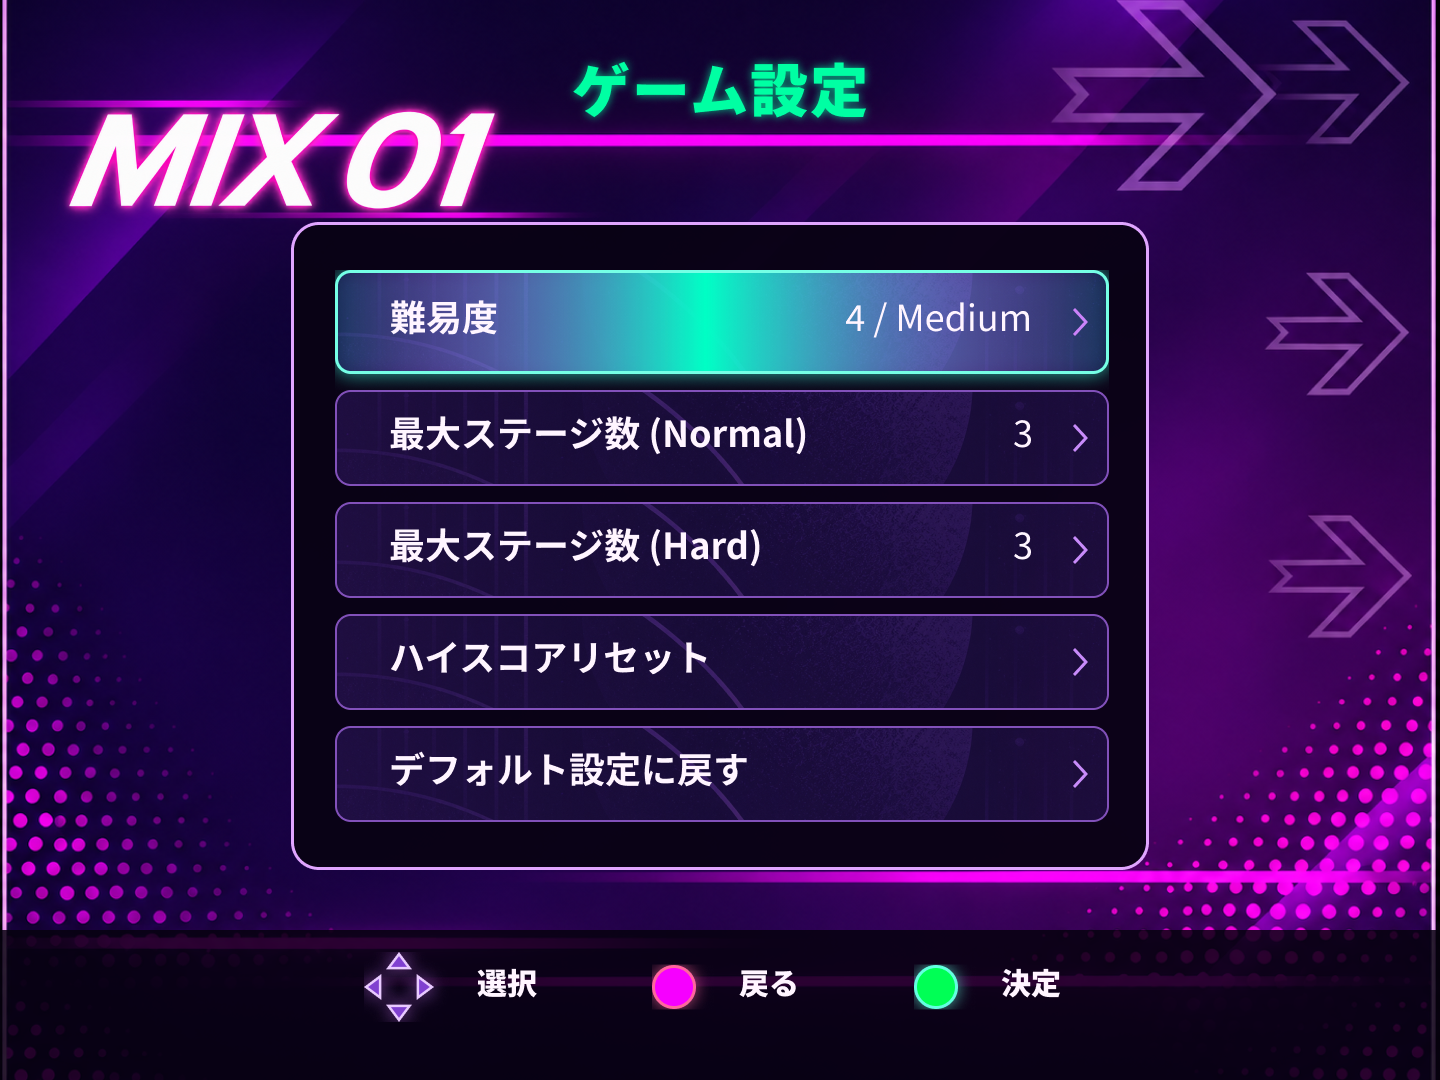 ゲーム設定
MIX 01
難易度 4 / Medium
最大ステージ数 (Normal) 3
最大ステージ数 (Hard) 3
ハイスコアリセット
デフォルト設定に戻す
選択 戻る 決定